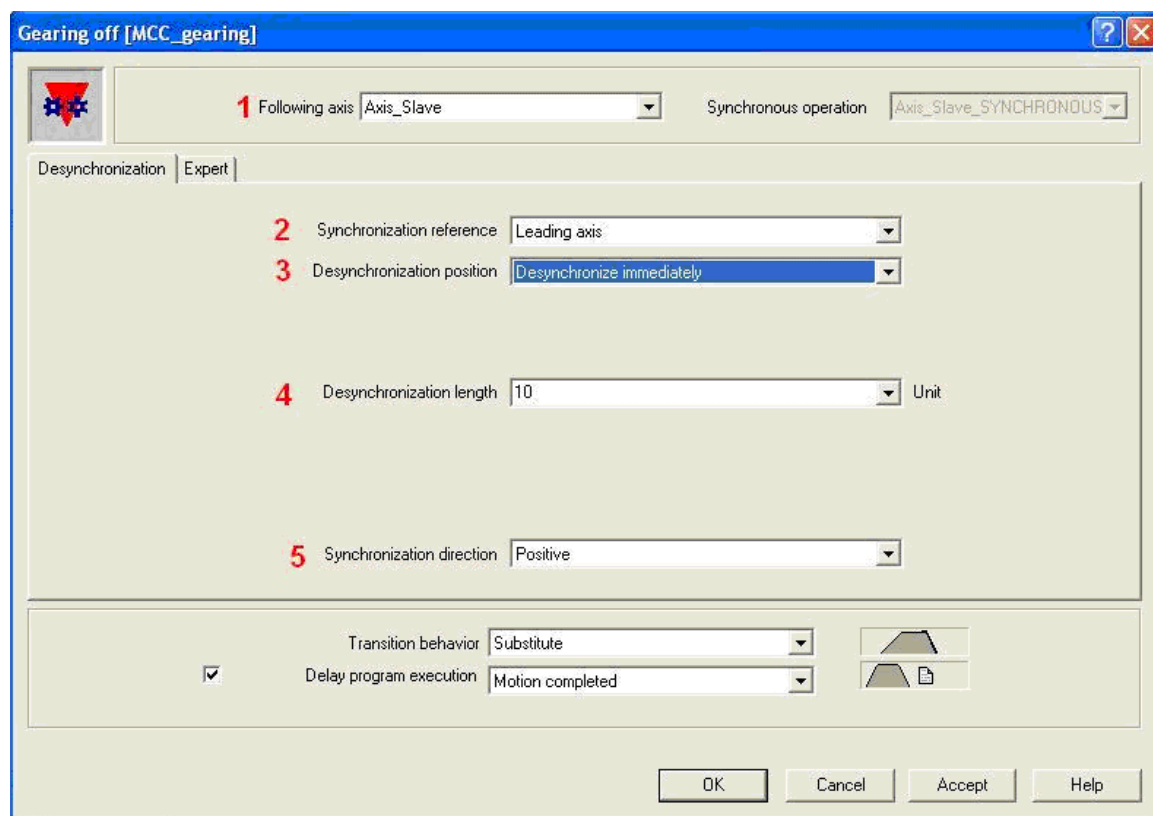 Gearing off [MCC_gearing]
1 Following axis Axis_Slave Synchronous operation Axis_Slave_SYNCHRONOUS_
Desynchronization Expert
2 Synchronization reference Leading axis
3 Desynchronization position Desynchronize immediately
4 Desynchronization length 10 Unit
5 Synchronization direction Positive
Transition behavior Substitute
Delay program execution Motion completed
OK Cancel Accept Help